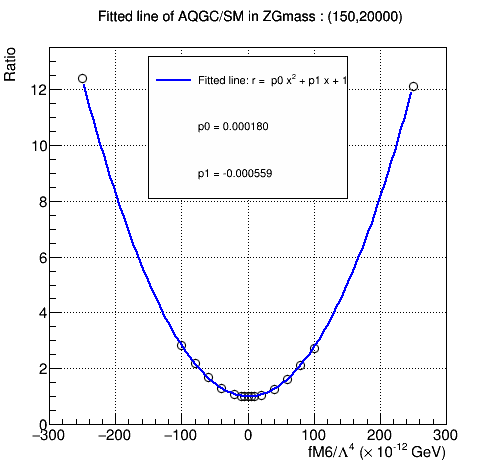 Fitted line of AQGC/SM in ZGmass : (150,20000)
Ratio
Fitted line: r = p0 x² + p1 x + 1
p0 = 0.000180
p1 = -0.000559
12
10
8
6
4
2
0
−300 −200 −100 0 100 200 300
fM6/Λ⁴ (× 10⁻¹² GeV)